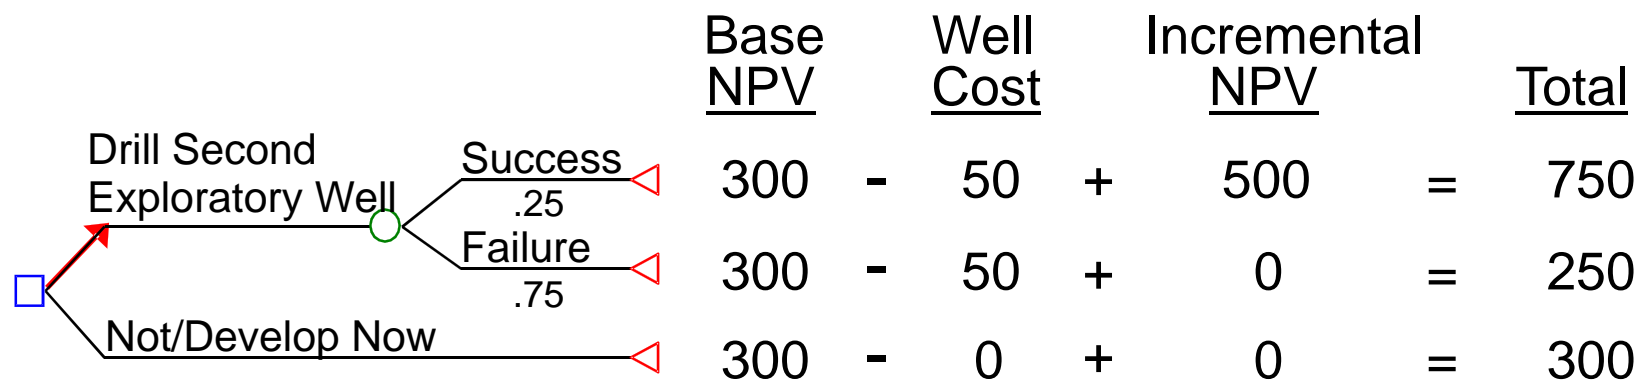 Base Well Incremental
NPV Cost NPV Total
Drill Second
Exploratory Well
Success
.25
300 - 50 + 500 = 750
Failure
.75
300 - 50 + 0 = 250
Not/Develop Now
300 - 0 + 0 = 300